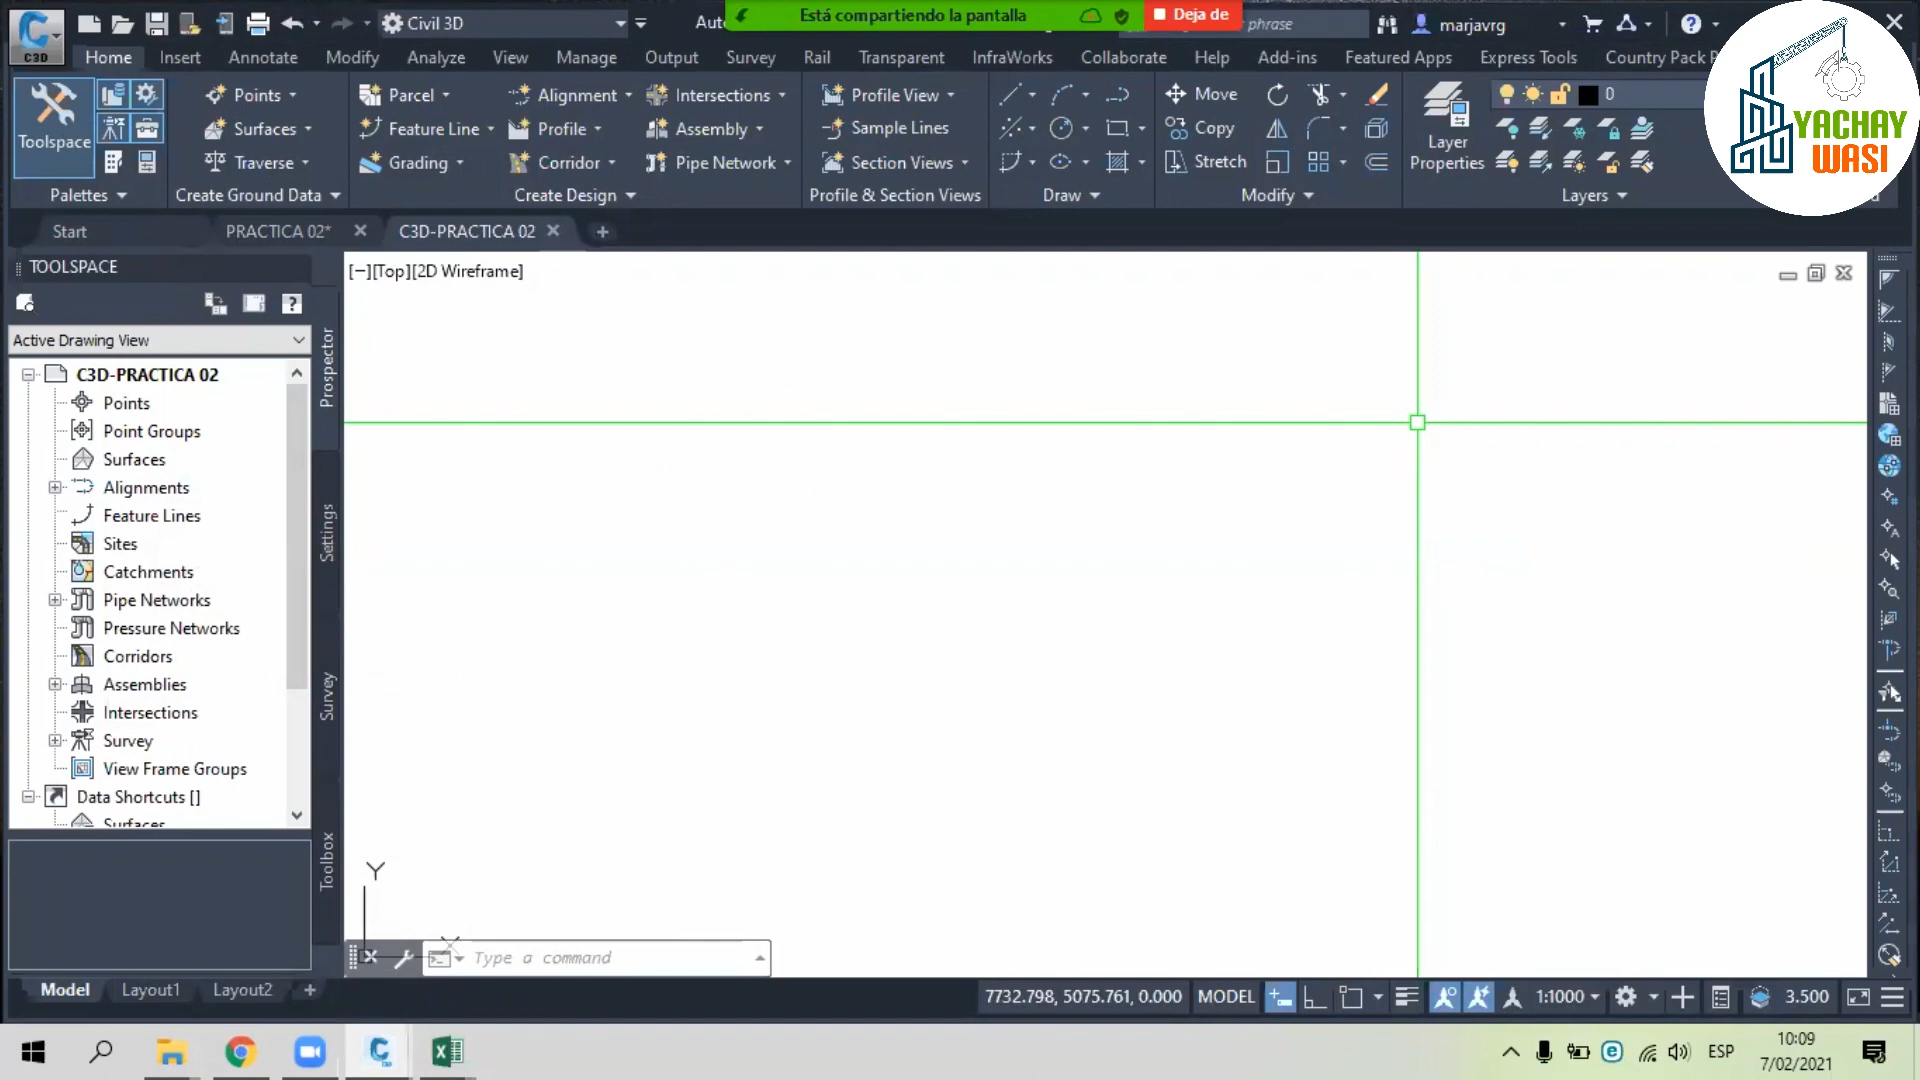 C3D
Civil 3D
Está compartiendo la pantalla
Deja de
phrase
marjavrg
Home
Insert
Annotate
Modify
Analyze
View
Manage
Output
Survey
Rail
Transparent
InfraWorks
Collaborate
Help
Add-ins
Featured Apps
Express Tools
YACHAY
WASI
Toolspace
Points
Surfaces
Traverse
Parcel
Feature Line
Grading
Alignment
Profile
Corridor
Intersections
Assembly
Pipe Network
Profile View
Sample Lines
Section Views
Move
Copy
Stretch
Layer
Properties
0
Palettes
Create Ground Data
Create Design
Profile & Section Views
Draw
Modify
Layers
Start
PRACTICA 02*
C3D-PRACTICA 02
TOOLSPACE
[−][Top][2D Wireframe]
Active Drawing View
C3D-PRACTICA 02
Points
Point Groups
Surfaces
Alignments
Feature Lines
Sites
Catchments
Pipe Networks
Pressure Networks
Corridors
Assemblies
Intersections
Survey
View Frame Groups
Data Shortcuts []
Surfaces
Prospector
Settings
Survey
Toolbox
Y
Type a command
Model
Layout1
Layout2
7732.798, 5075.761, 0.000
MODEL
1:1000
3.500
ESP
10:09
7/02/2021